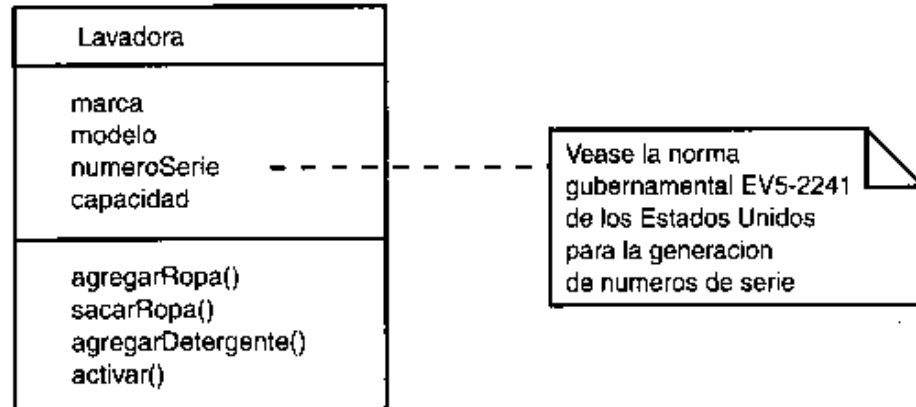 Lavadora
marca
modelo
numeroSerie
capacidad
agregarRopa()
sacarRopa()
agregarDetergente()
activar()
Vease la norma
gubernamental EV5-2241
de los Estados Unidos
para la generacion
de numeros de serie